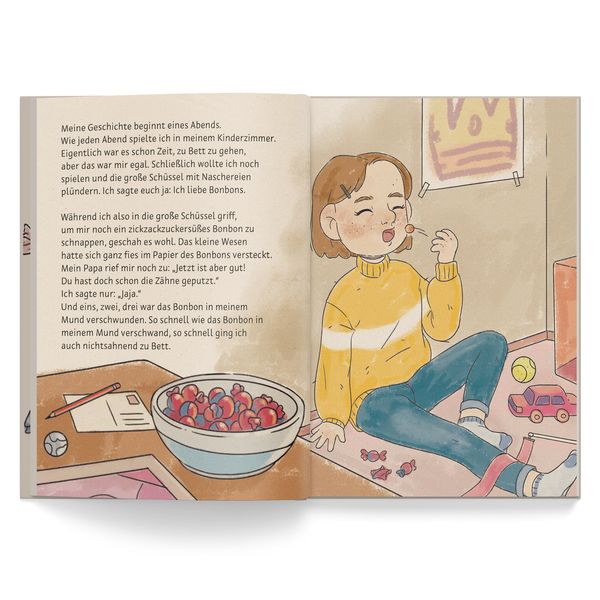 Meine Geschichte beginnt eines Abends.
Wie jeden Abend spielte ich in meinem Kinderzimmer.
Eigentlich war es schon Zeit, zu Bett zu gehen,
aber das war mir egal. Schließlich wollte ich noch
spielen und die große Schüssel mit Naschereien
plündern. Ich sagte euch ja: Ich liebe Bonbons.
Während ich also in die große Schüssel griff,
um mir noch ein zickzackzuckersüßes Bonbon zu
schnappen, geschah es wohl. Das kleine Wesen
hatte sich ganz fies im Papier des Bonbons versteckt.
Mein Papa rief mir noch zu: „Jetzt ist aber gut!
Du hast doch schon die Zähne geputzt.“
Ich sagte nur: „Jaja.“
Und eins, zwei, drei war das Bonbon in meinem
Mund verschwunden. So schnell wie das Bonbon in
meinem Mund verschwand, so schnell ging ich
auch nichtsahnend zu Bett.